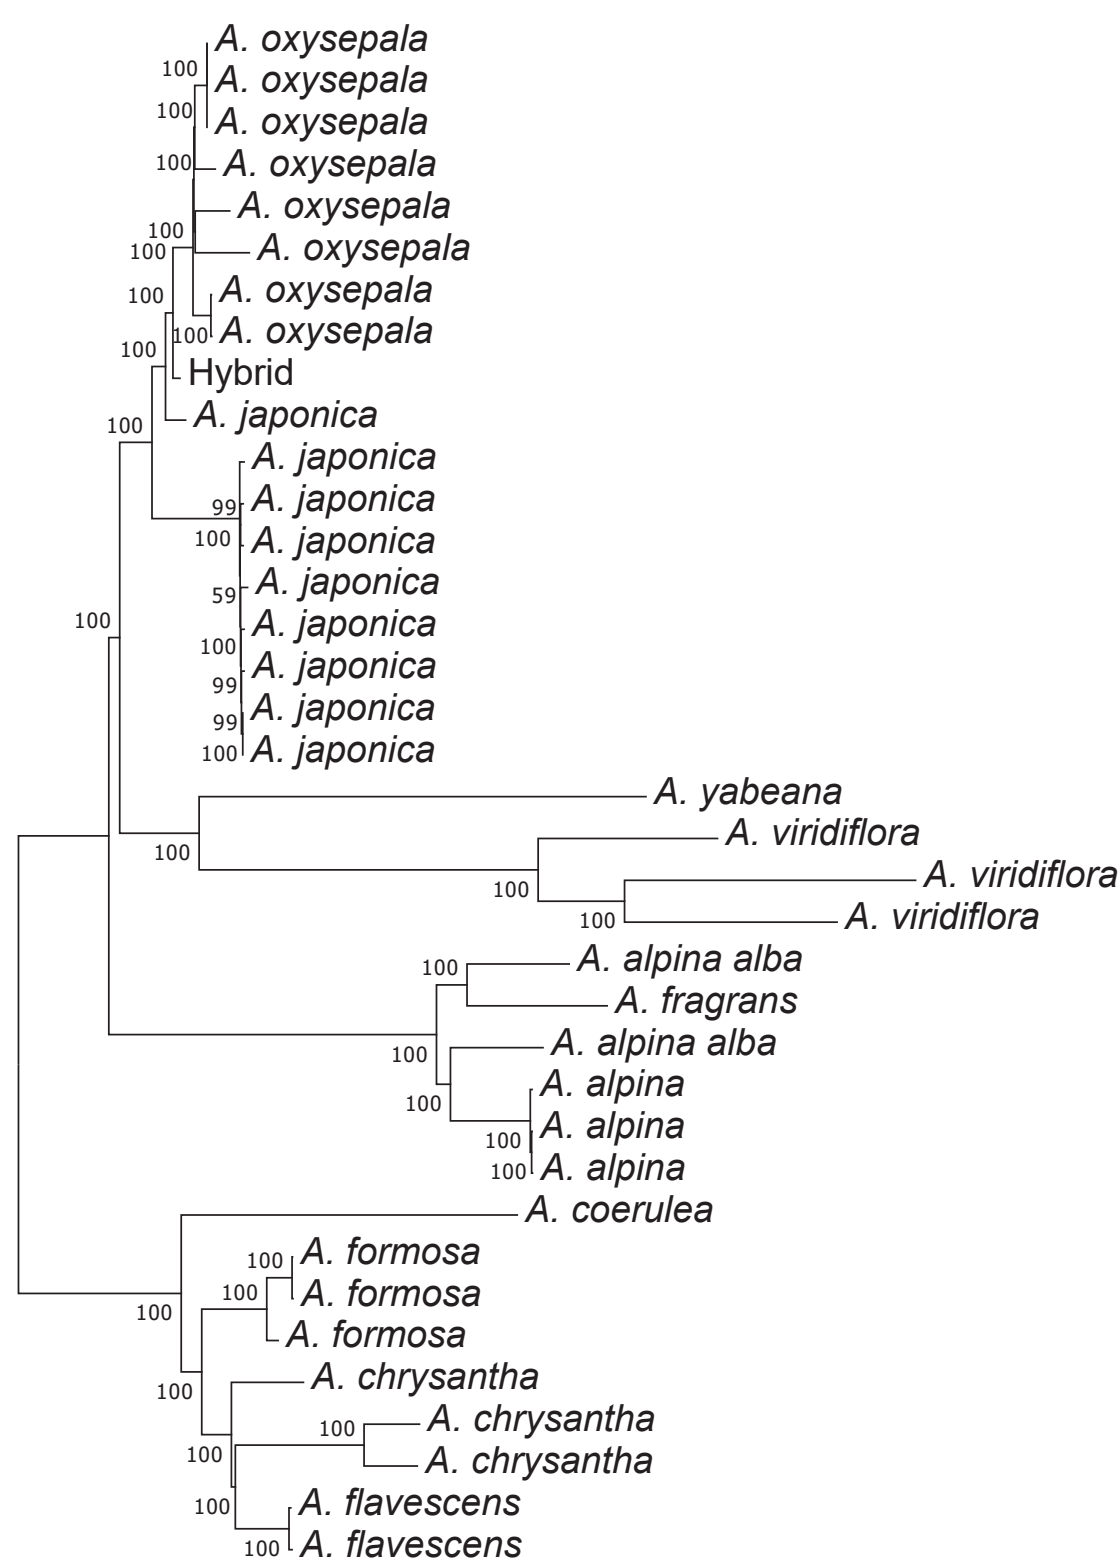 A. oxysepala
100
A. oxysepala
100
A. oxysepala
100
A. oxysepala
A. oxysepala
100
100
A. oxysepala
100
A. oxysepala
100
A. oxysepala
100
Hybrid
A. japonica
100
A. japonica
99
A. japonica
100
A. japonica
59
A. japonica
100
A. japonica
100
A. japonica
99
A. japonica
99
A. japonica
100
A. yabeana
100
A. viridiflora
100
A. viridiflora
100
A. viridiflora
100
A. alpina alba
A. fragrans
100
A. alpina alba
100
A. alpina
100
A. alpina
100
A. alpina
A. coerulea
100
A. formosa
100
A. formosa
100
A. formosa
100
A. chrysantha
100
A. chrysantha
100
A. chrysantha
100
A. flavescens
100
A. flavescens